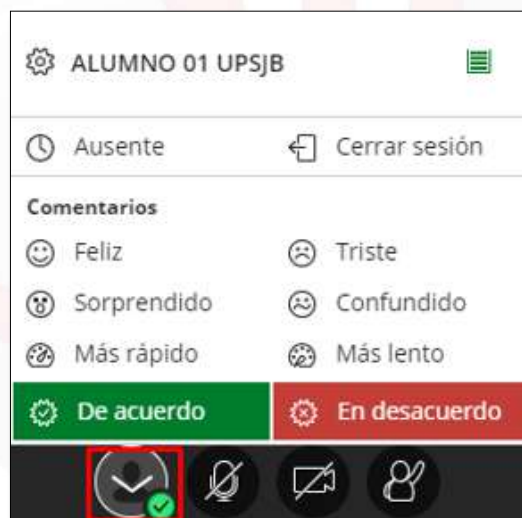 ALUMNO 01 UPSJB
Ausente Cerrar sesión
Comentarios
Feliz Triste
Sorprendido Confundido
Más rápido Más lento
De acuerdo En desacuerdo